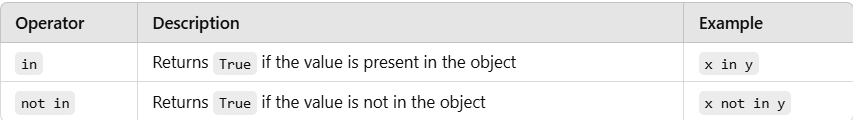 Operator Description Example
in Returns True if the value is present in the object x in y
not in Returns True if the value is not in the object x not in y